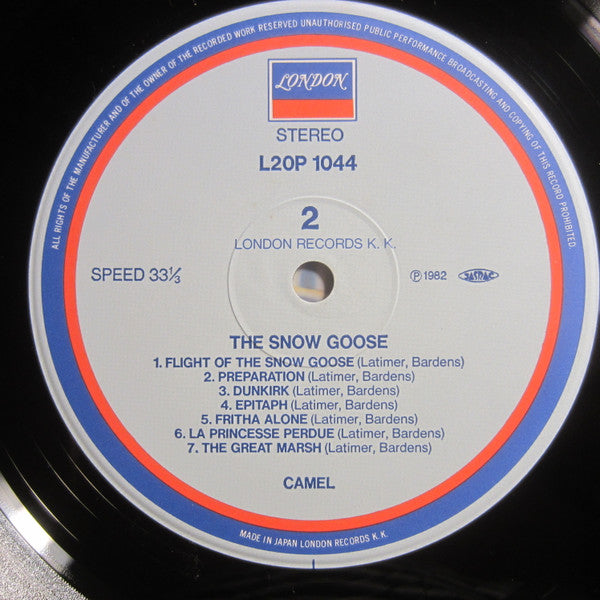 ALL RIGHTS OF THE MANUFACTURER AND OF THE OWNER OF THE RECORDED WORK RESERVED UNAUTHORISED PUBLIC PERFORMANCE BROADCASTING AND COPYING OF THIS RECORD PROHIBITED
LONDON
STEREO
L20P 1044
2
LONDON RECORDS K. K.
SPEED 33⅓
Ⓟ 1982 JASRAC
THE SNOW GOOSE
1. FLIGHT OF THE SNOW GOOSE (Latimer, Bardens)
2. PREPARATION (Latimer, Bardens)
3. DUNKIRK (Latimer, Bardens)
4. EPITAPH (Latimer, Bardens)
5. FRITHA ALONE (Latimer, Bardens)
6. LA PRINCESSE PERDUE (Latimer, Bardens)
7. THE GREAT MARSH (Latimer, Bardens)
CAMEL
MADE IN JAPAN LONDON RECORDS K. K.